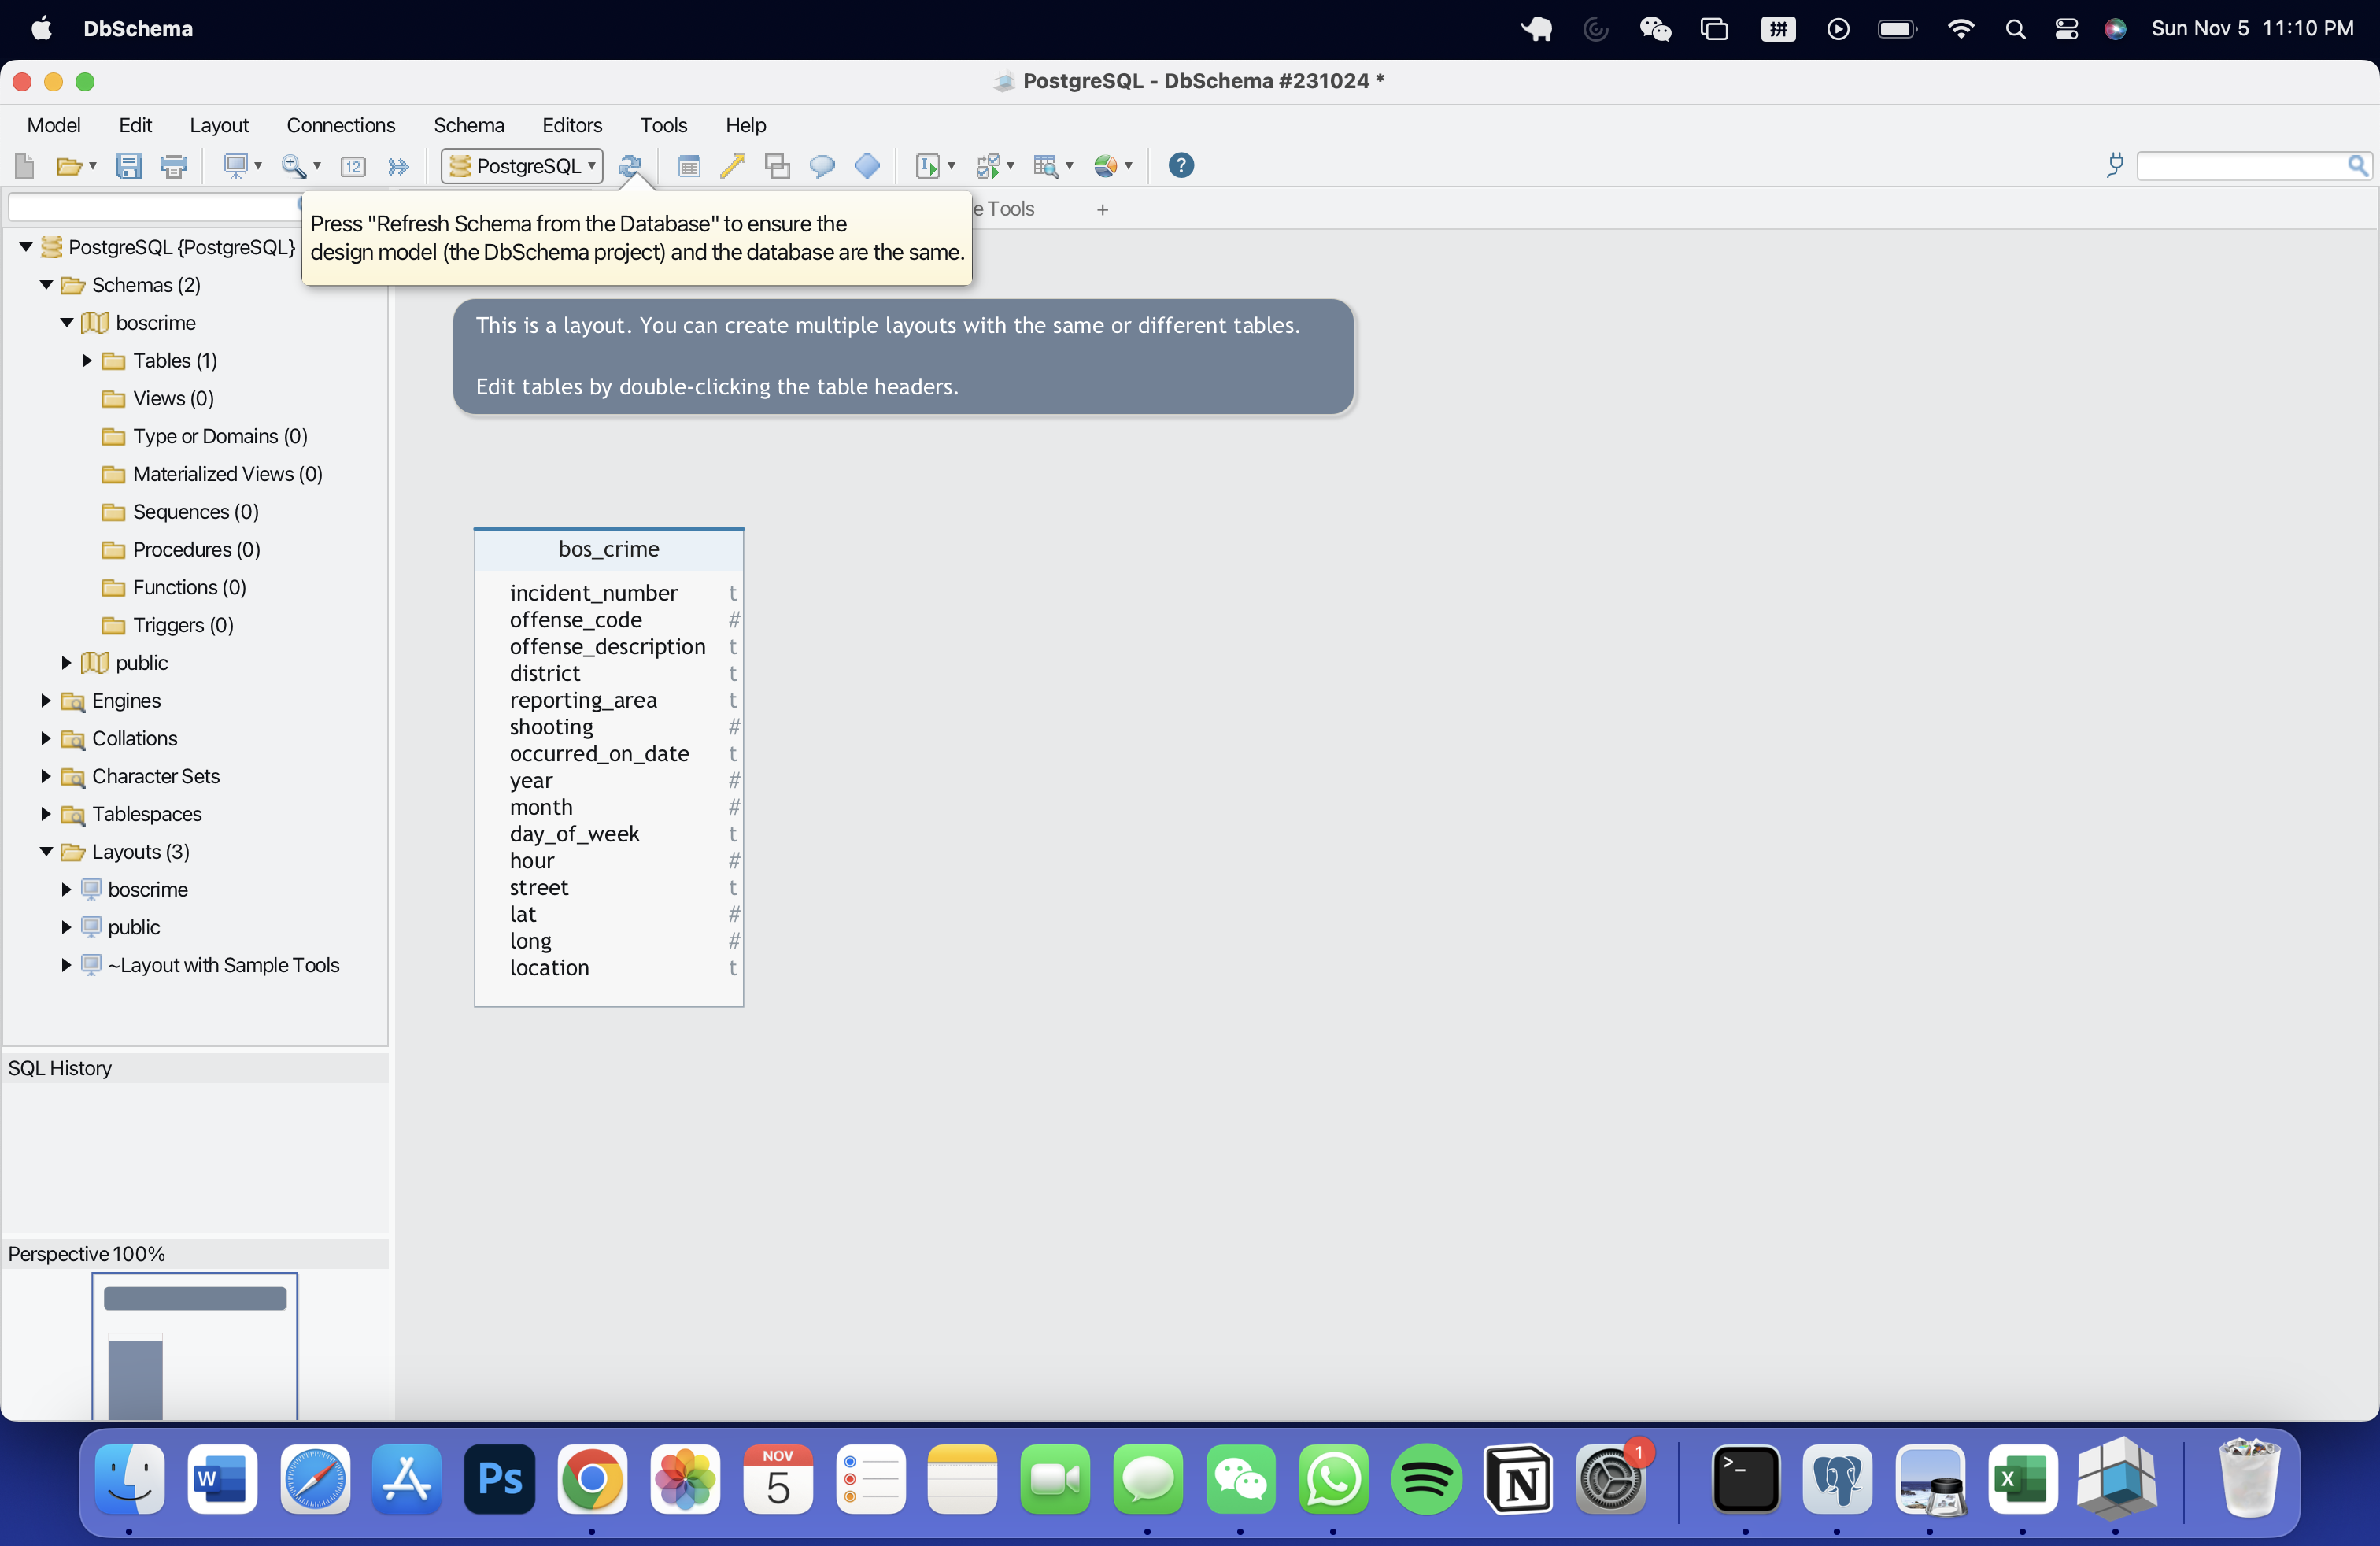 DbSchema
拼
Sun Nov 5 11:10 PM
PostgreSQL - DbSchema #231024 *
Model Edit Layout Connections Schema Editors Tools Help
12
PostgreSQL
?
Press "Refresh Schema from the Database" to ensure the
design model (the DbSchema project) and the database are the same.
e Tools +
PostgreSQL {PostgreSQL}
Schemas (2)
boscrime
Tables (1)
Views (0)
Type or Domains (0)
Materialized Views (0)
Sequences (0)
Procedures (0)
Functions (0)
Triggers (0)
public
Engines
Collations
Character Sets
Tablespaces
Layouts (3)
boscrime
public
~Layout with Sample Tools
This is a layout. You can create multiple layouts with the same or different tables.
Edit tables by double-clicking the table headers.
bos_crime
incident_number t
offense_code #
offense_description t
district t
reporting_area t
shooting #
occurred_on_date t
year #
month #
day_of_week t
hour #
street t
lat #
long #
location t
SQL History
Perspective 100%
W
Ps
NOV
5
N
1
>_
X